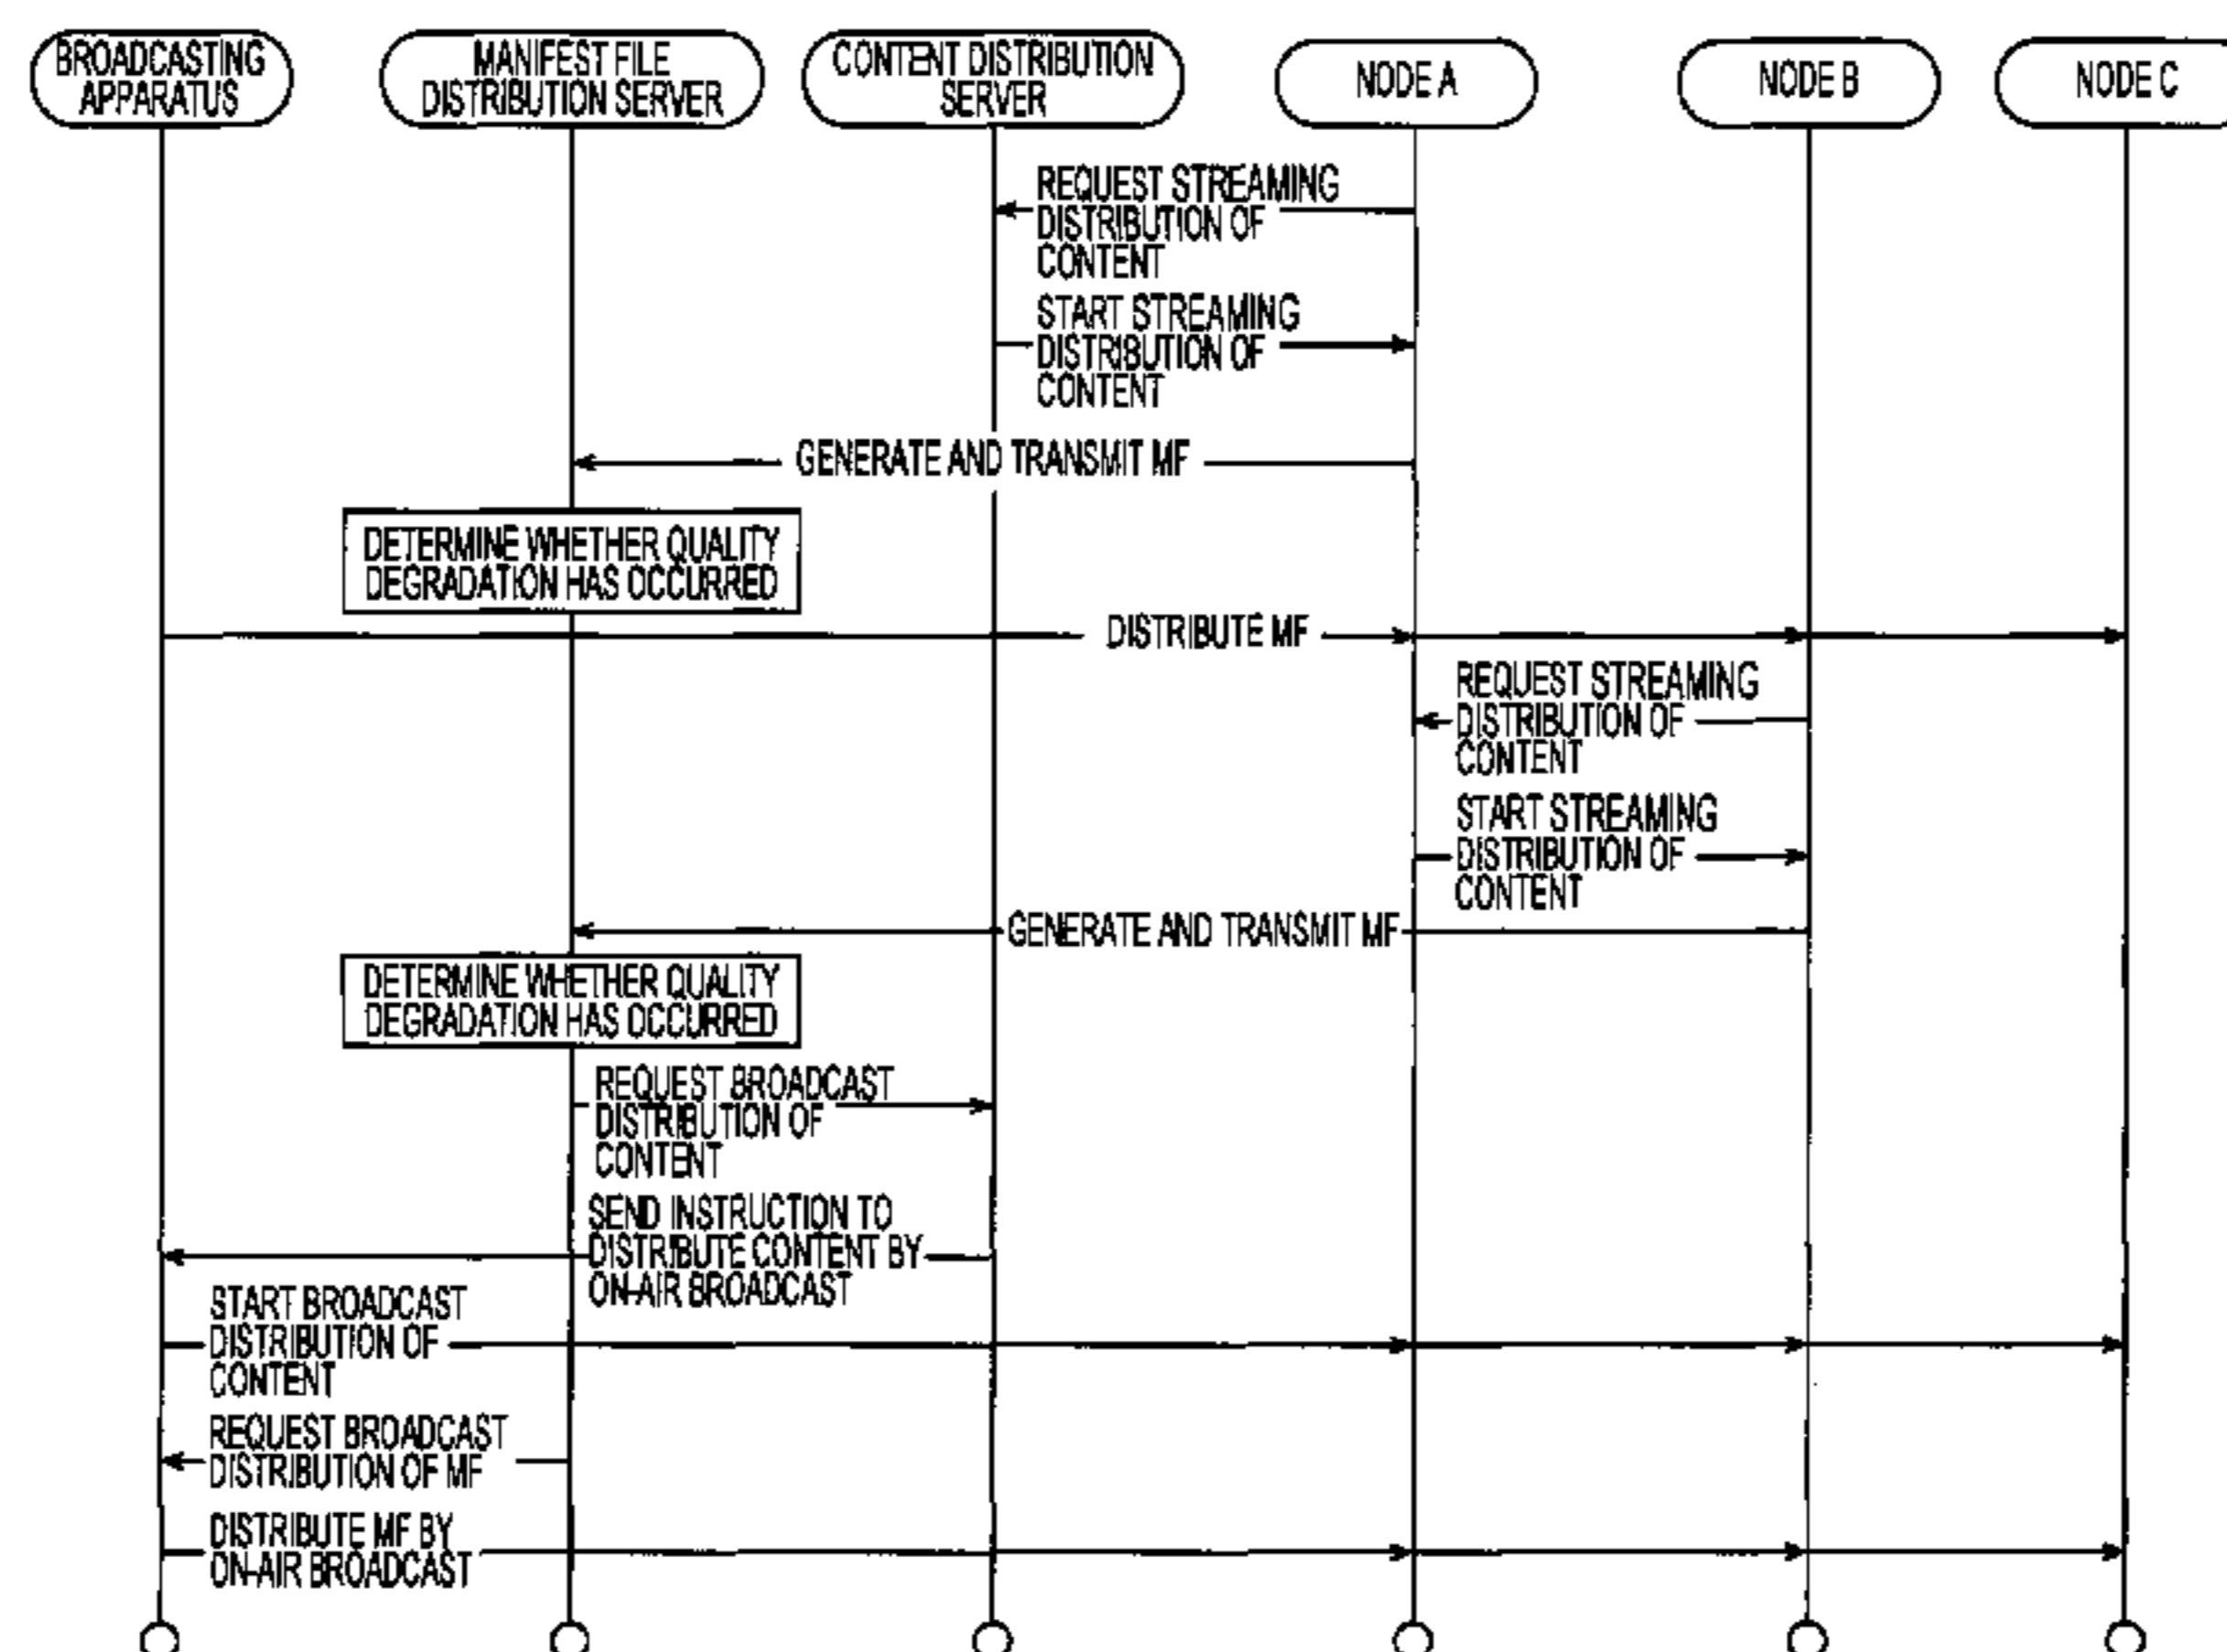 BROADCASTING
APPARATUS
MANIFEST FILE
DISTRIBUTION SERVER
CONTENT DISTRIBUTION
SERVER
NODE A
NODE B
NODE C
REQUEST STREAMING
DISTRIBUTION OF
CONTENT
START STREAMING
DISTRIBUTION OF
CONTENT
GENERATE AND TRANSMIT MF
DETERMINE WHETHER QUALITY
DEGRADATION HAS OCCURRED
DISTRIBUTE MF
REQUEST STREAMING
DISTRIBUTION OF
CONTENT
START STREAMING
DISTRIBUTION OF
CONTENT
GENERATE AND TRANSMIT MF
DETERMINE WHETHER QUALITY
DEGRADATION HAS OCCURRED
REQUEST BROADCAST
DISTRIBUTION OF
CONTENT
SEND INSTRUCTION TO
DISTRIBUTE CONTENT BY
ON-AIR BROADCAST
START BROADCAST
DISTRIBUTION OF
CONTENT
REQUEST BROADCAST
DISTRIBUTION OF MF
DISTRIBUTE MF BY
ON-AIR BROADCAST